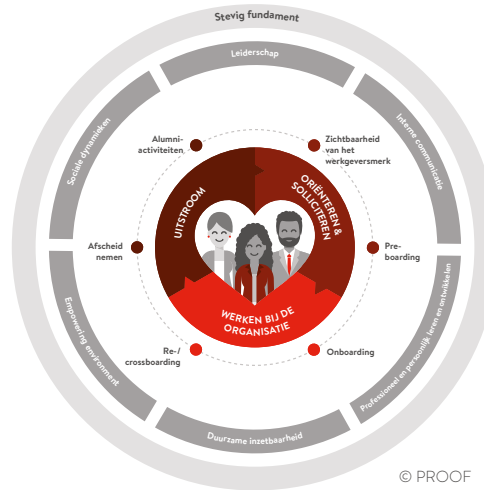 Stevig fundament
Leiderschap
Sociale dynamieken
Interne communicatie
Alumni-
activiteiten
Zichtbaarheid
van het
werkgeversmerk
UITSTROOM
ORIËNTEREN &
SOLLICITEREN
Afscheid
nemen
Pre-
boarding
WERKEN BIJ DE
ORGANISATIE
Re-/
crossboarding
Onboarding
Empowering environment
Professioneel en persoonlijk leren en ontwikkelen
Duurzame inzetbaarheid
© PROOF